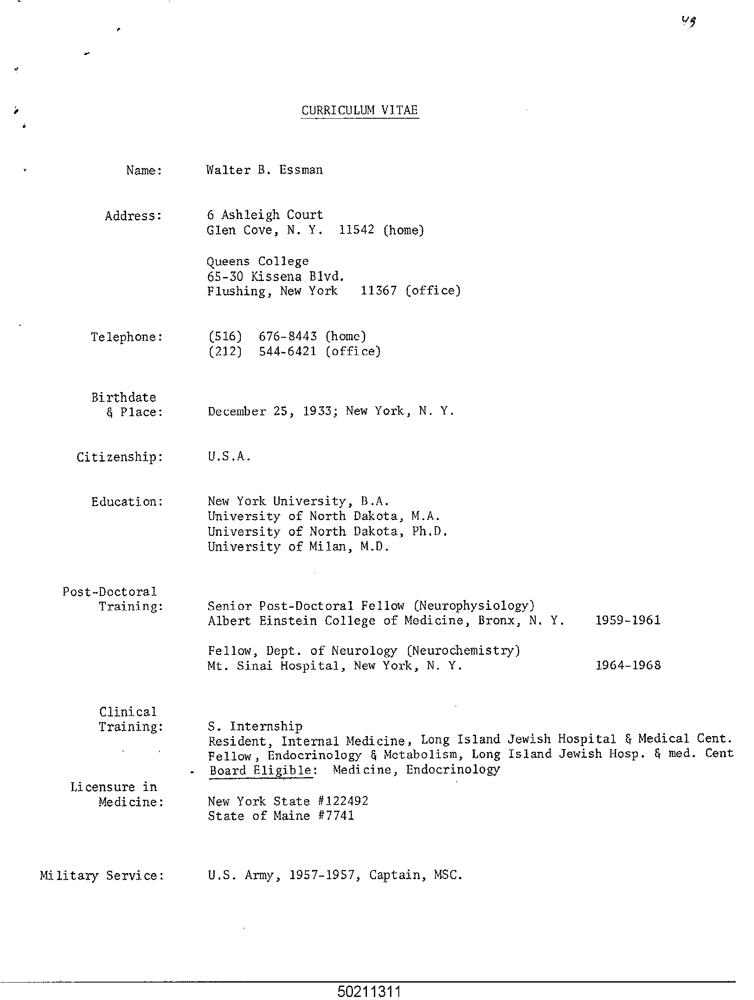 49
CURRICULUM VITAE
Name: Walter B. Essman
Address: 6 Ashleigh Court
Glen Cove, N. Y. 11542 (home)
Queens College
65-30 Kissena Blvd.
Flushing, New York 11367 (office)
Telephone: (516) 676-8443 (home)
(212) 544-6421 (office)
Birthdate
& Place: December 25, 1933; New York, N. Y.
Citizenship: U.S.A.
Education: New York University, B.A.
University of North Dakota, M.A.
University of North Dakota, Ph.D.
University of Milan, M.D.
Post-Doctoral
Training: Senior Post-Doctoral Fellow (Neurophysiology)
Albert Einstein College of Medicine, Bronx, N. Y. 1959-1961
Fellow, Dept. of Neurology (Neurochemistry)
Mt. Sinai Hospital, New York, N. Y. 1964-1968
Clinical
Training: S. Internship
Resident, Internal Medicine, Long Island Jewish Hospital & Medical Cent.
Fellow, Endocrinology & Metabolism, Long Island Jewish Hosp. & med. Cent
Board Eligible: Medicine, Endocrinology
Licensure in
Medicine: New York State #122492
State of Maine #7741
Military Service: U.S. Army, 1957-1957, Captain, MSC.
50211311